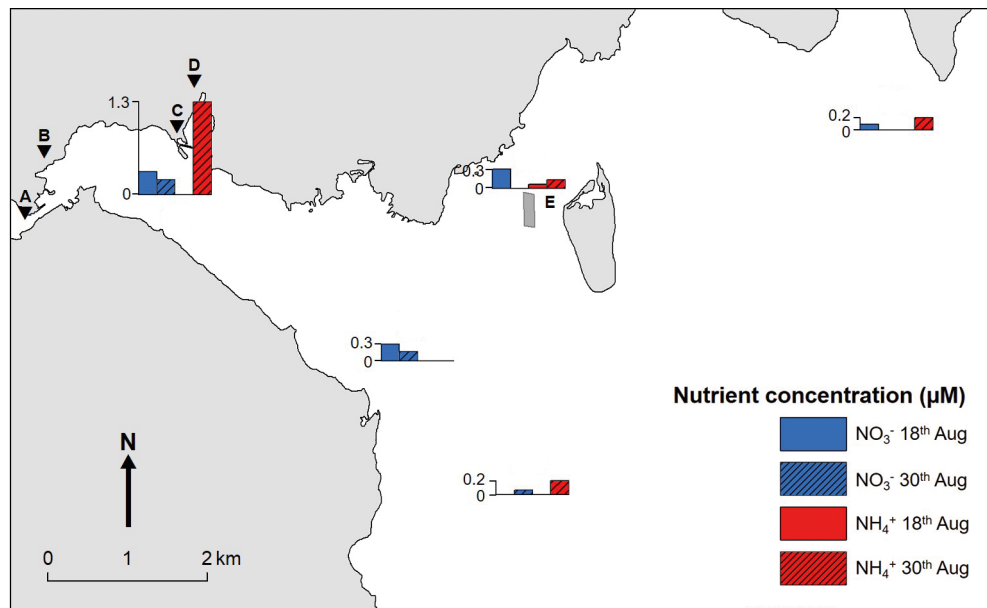 D
1.3
C
B
0
A
0.3
0
E
0.2
0
0.3
0
0.2
0
N
0 1 2 km
Nutrient concentration (µM)
NO₃⁻ 18ᵗʰ Aug
NO₃⁻ 30ᵗʰ Aug
NH₄⁺ 18ᵗʰ Aug
NH₄⁺ 30ᵗʰ Aug